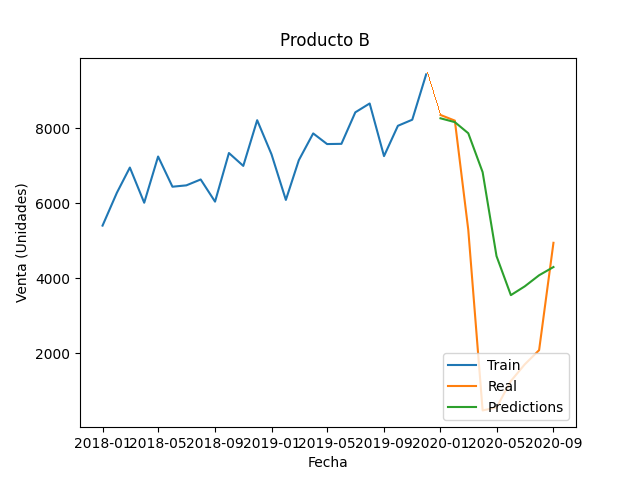 Producto B
Venta (Unidades)
8000
6000
4000
2000
Train
Real
Predictions
2018-01 2018-05 2018-09 2019-01 2019-05 2019-09 2020-01 2020-05 2020-09
Fecha